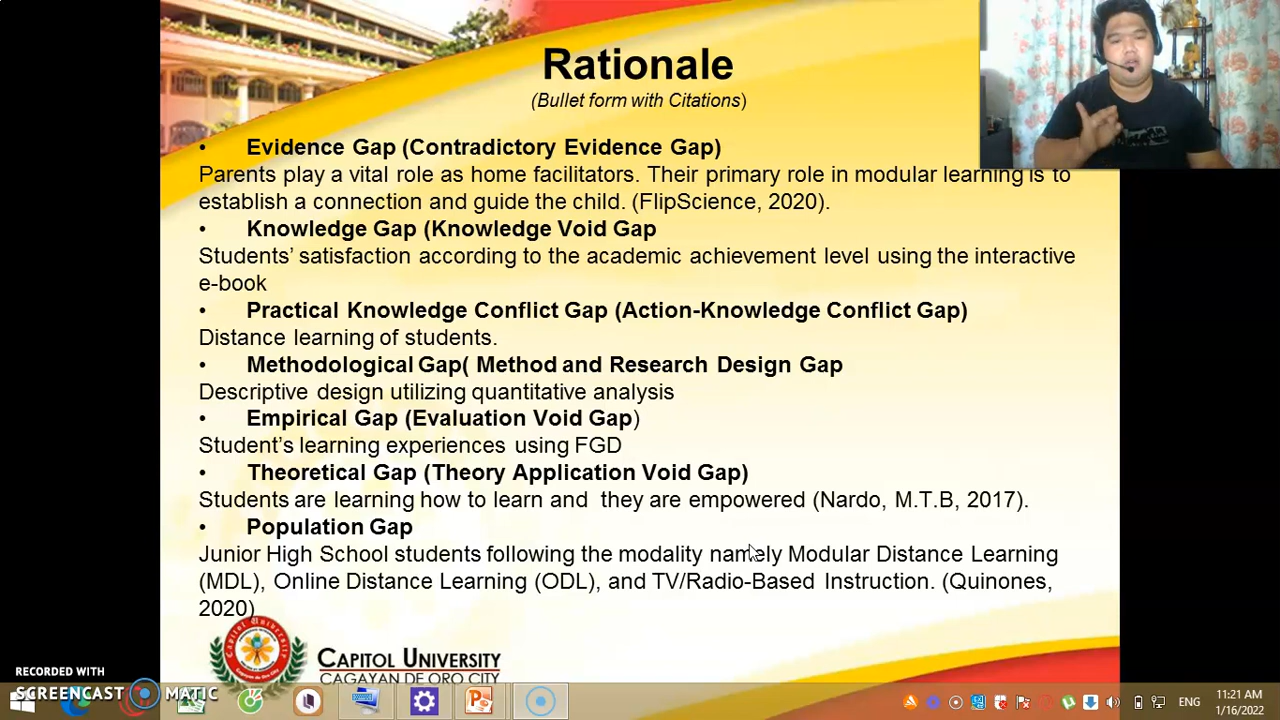 Rationale
(Bullet form with Citations)
• Evidence Gap (Contradictory Evidence Gap)
Parents play a vital role as home facilitators. Their primary role in modular learning is to
establish a connection and guide the child. (FlipScience, 2020).
• Knowledge Gap (Knowledge Void Gap
Students' satisfaction according to the academic achievement level using the interactive
e-book
• Practical Knowledge Conflict Gap (Action-Knowledge Conflict Gap)
Distance learning of students.
• Methodological Gap( Method and Research Design Gap
Descriptive design utilizing quantitative analysis
• Empirical Gap (Evaluation Void Gap)
Student's learning experiences using FGD
• Theoretical Gap (Theory Application Void Gap)
Students are learning how to learn and they are empowered (Nardo, M.T.B, 2017).
• Population Gap
Junior High School students following the modality namely Modular Distance Learning
(MDL), Online Distance Learning (ODL), and TV/Radio-Based Instruction. (Quinones,
2020)
CAPITOL UNIVERSITY
CAGAYAN DE ORO CITY
RECORDED WITH
SCREENCAST MATIC
ENG
11:21 AM
1/16/2022